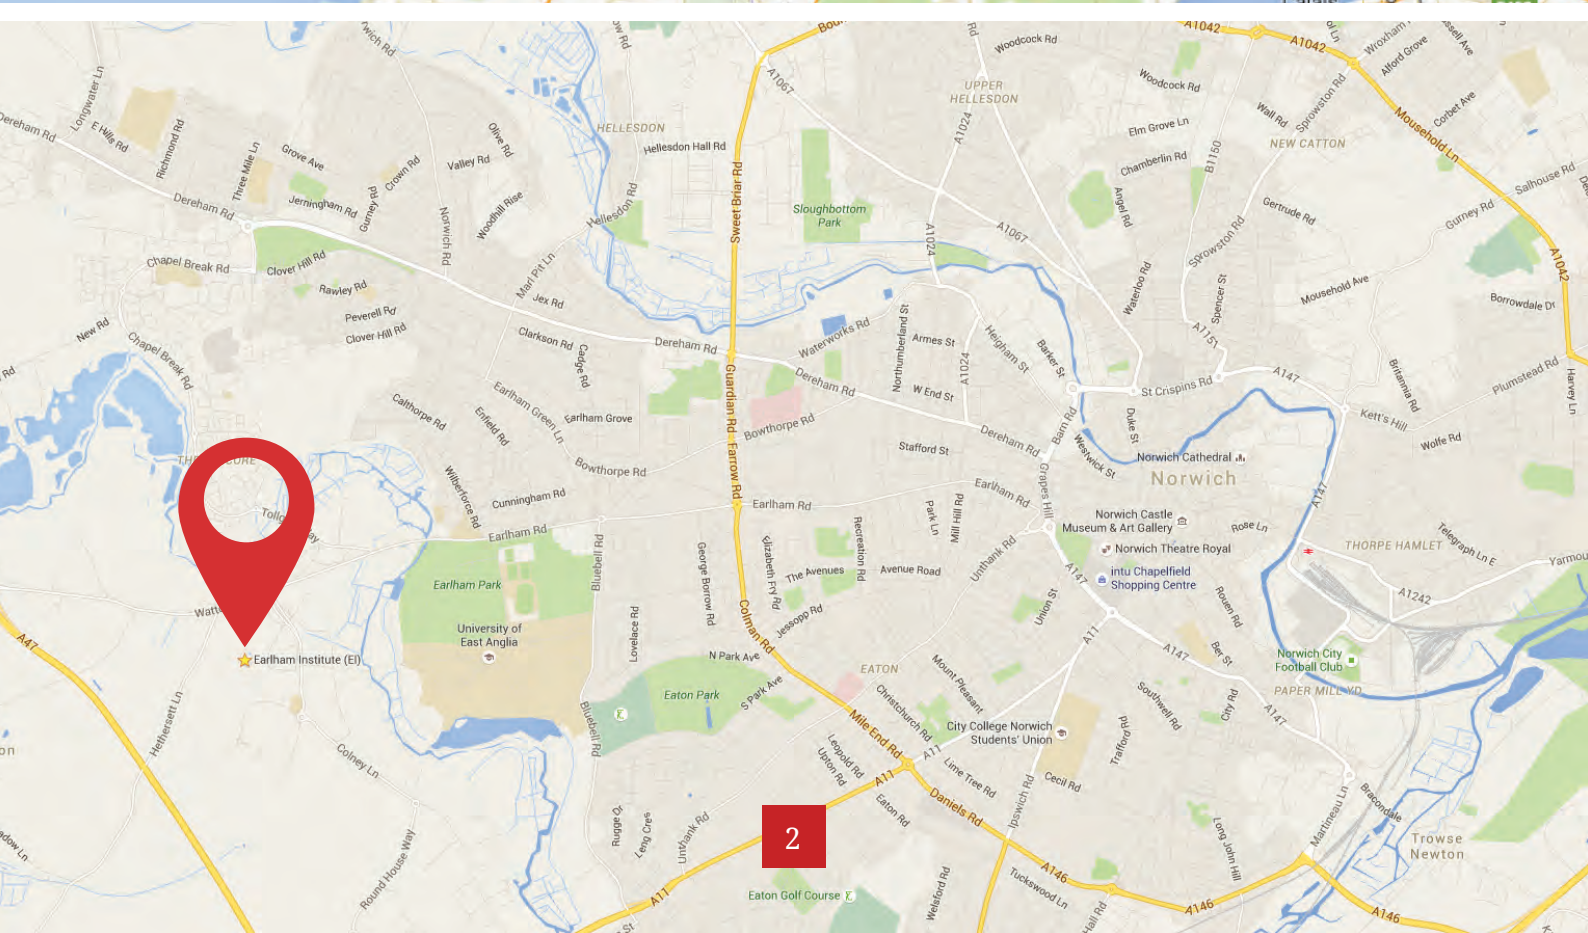 Calais
A1042
A1042
Woodcock Rd
A1067
UPPER
HELLESDON
Woodcock Rd
Wroxham
Alford Grove
Longwater Ln
Dereham Rd
E Hills Rd
Richmond Rd
Three Mile Ln
Grove Ave
Crown Rd
Valley Rd
Olive Rd
HELLESDON
Hellesdon Hall Rd
A1024
Elm Grove Ln
Chamberlin Rd
B1150
Wall Rd
Sprowston Rd
NEW CATTON
Corbet Ave
Mousehold Ln
Dereham Rd
Jerningham Rd
Gurney Rd
Norwich Rd
Woodhill Rise
Hellesdon Rd
Sweet Briar Rd
Sloughbottom
Park
A1024
A1067
Angel Rd
Sprowston Rd
Gertrude Rd
Gurney Rd
Salhouse Rd
A1042
Chapel Break Rd
Clover Hill Rd
Rawley Rd
Marl Pit Ln
Jex Rd
Waterloo Rd
Spencer St
Mousehold Ave
Borrowdale Dr
New Rd
Chapel Break Rd
Peverell Rd
Clover Hill Rd
Clarkson Rd
Cadge Rd
Dereham Rd
Waterworks Rd
Northumberland St
Armes St
A1024
Heigham St
Barker St
A1151
Rd
Calthorpe Rd
Enfield Rd
Earlham Green Ln
Earlham Grove
Guardian Rd
Dereham Rd
W End St
St Crispins Rd
A147
Britannia Rd
Plumstead Rd
Harvey Ln
Bowthorpe Rd
Bowthorpe Rd
Farrow Rd
Stafford St
Dereham Rd
Barn Rd
Westwick St
Duke St
Kett's Hill
Wolfe Rd
Norwich Cathedral
Norwich
Wilberforce Rd
Cunningham Rd
Earlham Rd
Earlham Rd
Earlham Rd
Grapes Hill
A147
Park Ln
Mill Hill Rd
Norwich Castle
Museum & Art Gallery
Rose Ln
Norwich Theatre Royal
THORPE HAMLET
Telegraph Ln E
Earlham Park
Bluebell Rd
George Borrow Rd
Elizabeth Fry Rd
The Avenues
Recreation Rd
Avenue Road
Unthank Rd
A147
intu Chapelfield
Shopping Centre
A1242
University of
East Anglia
Lovelace Rd
Colman Rd
Jessopp Rd
Union St
Rouen Rd
A47
Earlham Institute (EI)
N Park Ave
S Park Ave
EATON
Mount Pleasant
A11
A147
Ber St
Norwich City
Football Club
PAPER MILL YD
Hethersett Ln
Eaton Park
Bluebell Rd
Christchurch Rd
Mile End Rd
City College Norwich
Students' Union
Southwell Rd
City Rd
A147
Trafford Rd
Colney Ln
Leopold Rd
Upton Rd
A11
A11
Lime Tree Rd
Cecil Rd
Ipswich Rd
Eaton Rd
Daniels Rd
Round House Way
Rugge Dr
Leng Cres
Unthank Rd
2
Martineau Ln
Bracondale
Trowse
Newton
Long John Hill
A11
Eaton Golf Course
Welsford Rd
A146
Tuckswood Ln
Hall Rd
A146
A146